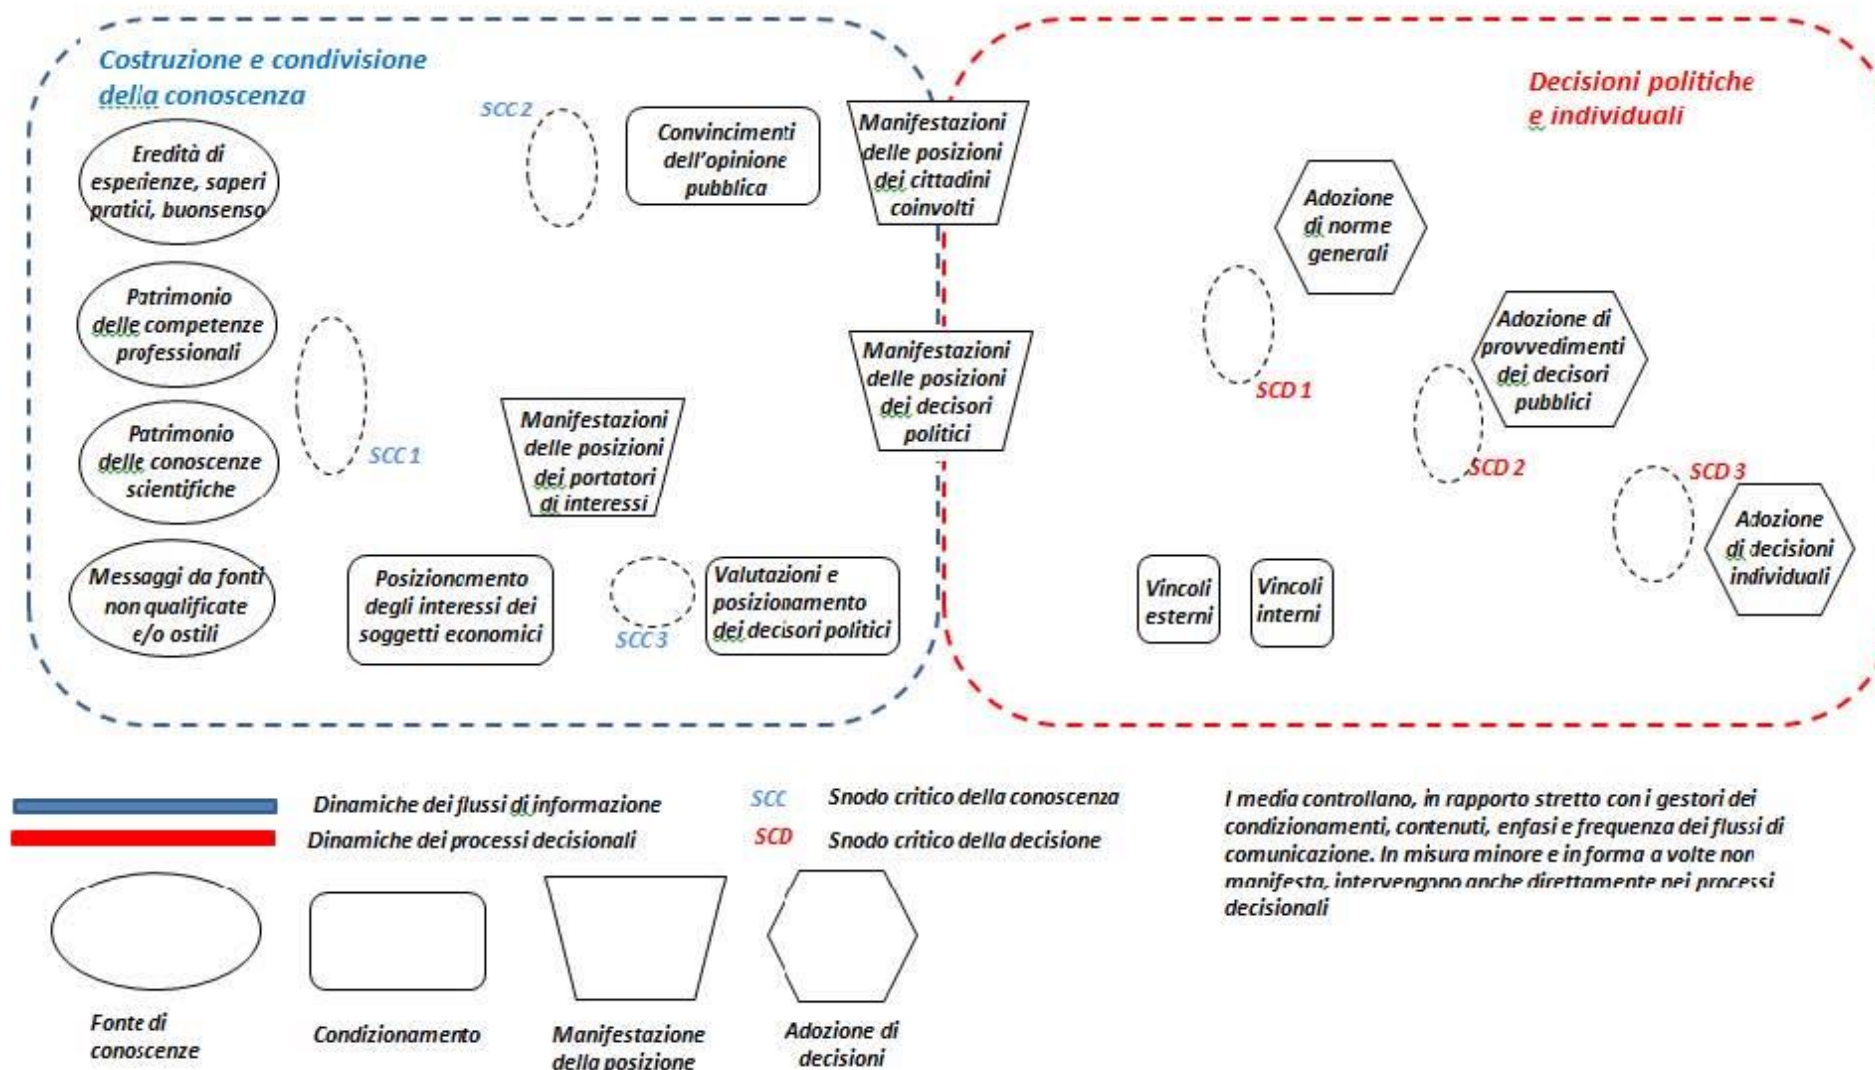 Costruzione e condivisione
della conoscenza
Eredità di
esperienze, saperi
pratici, buonsenso
Patrimonio
delle competenze
professionali
Patrimonio
delle conoscenze
scientifiche
Messaggi da fonti
non qualificate
e/o ostili
SCC 1
SCC 2
Convincimenti
dell'opinione
pubblica
Manifestazioni
delle posizioni
dei portatori
di interessi
Posizionamento
degli interessi dei
soggetti economici
SCC 3
Valutazioni e
posizionamento
dei decisori politici
Manifestazioni
delle posizioni
dei cittadini
coinvolti
Manifestazioni
delle posizioni
dei decisori
politici
Decisioni politiche
e individuali
Adozione
di norme
generali
SCD 1
Adozione di
provvedimenti
dei decisori
pubblici
SCD 2
SCD 3
Adozione
di decisioni
individuali
Vincoli
esterni
Vincoli
interni
Dinamiche dei flussi di informazione
Dinamiche dei processi decisionali
SCC Snodo critico della conoscenza
SCD Snodo critico della decisione
I media controllano, in rapporto stretto con i gestori dei
condizionamenti, contenuti, enfasi e frequenza dei flussi di
comunicazione. In misura minore e in forma a volte non
manifesta, intervengono anche direttamente nei processi
decisionali
Fonte di
conoscenze
Condizionamento
Manifestazione
della posizione
Adozione di
decisioni